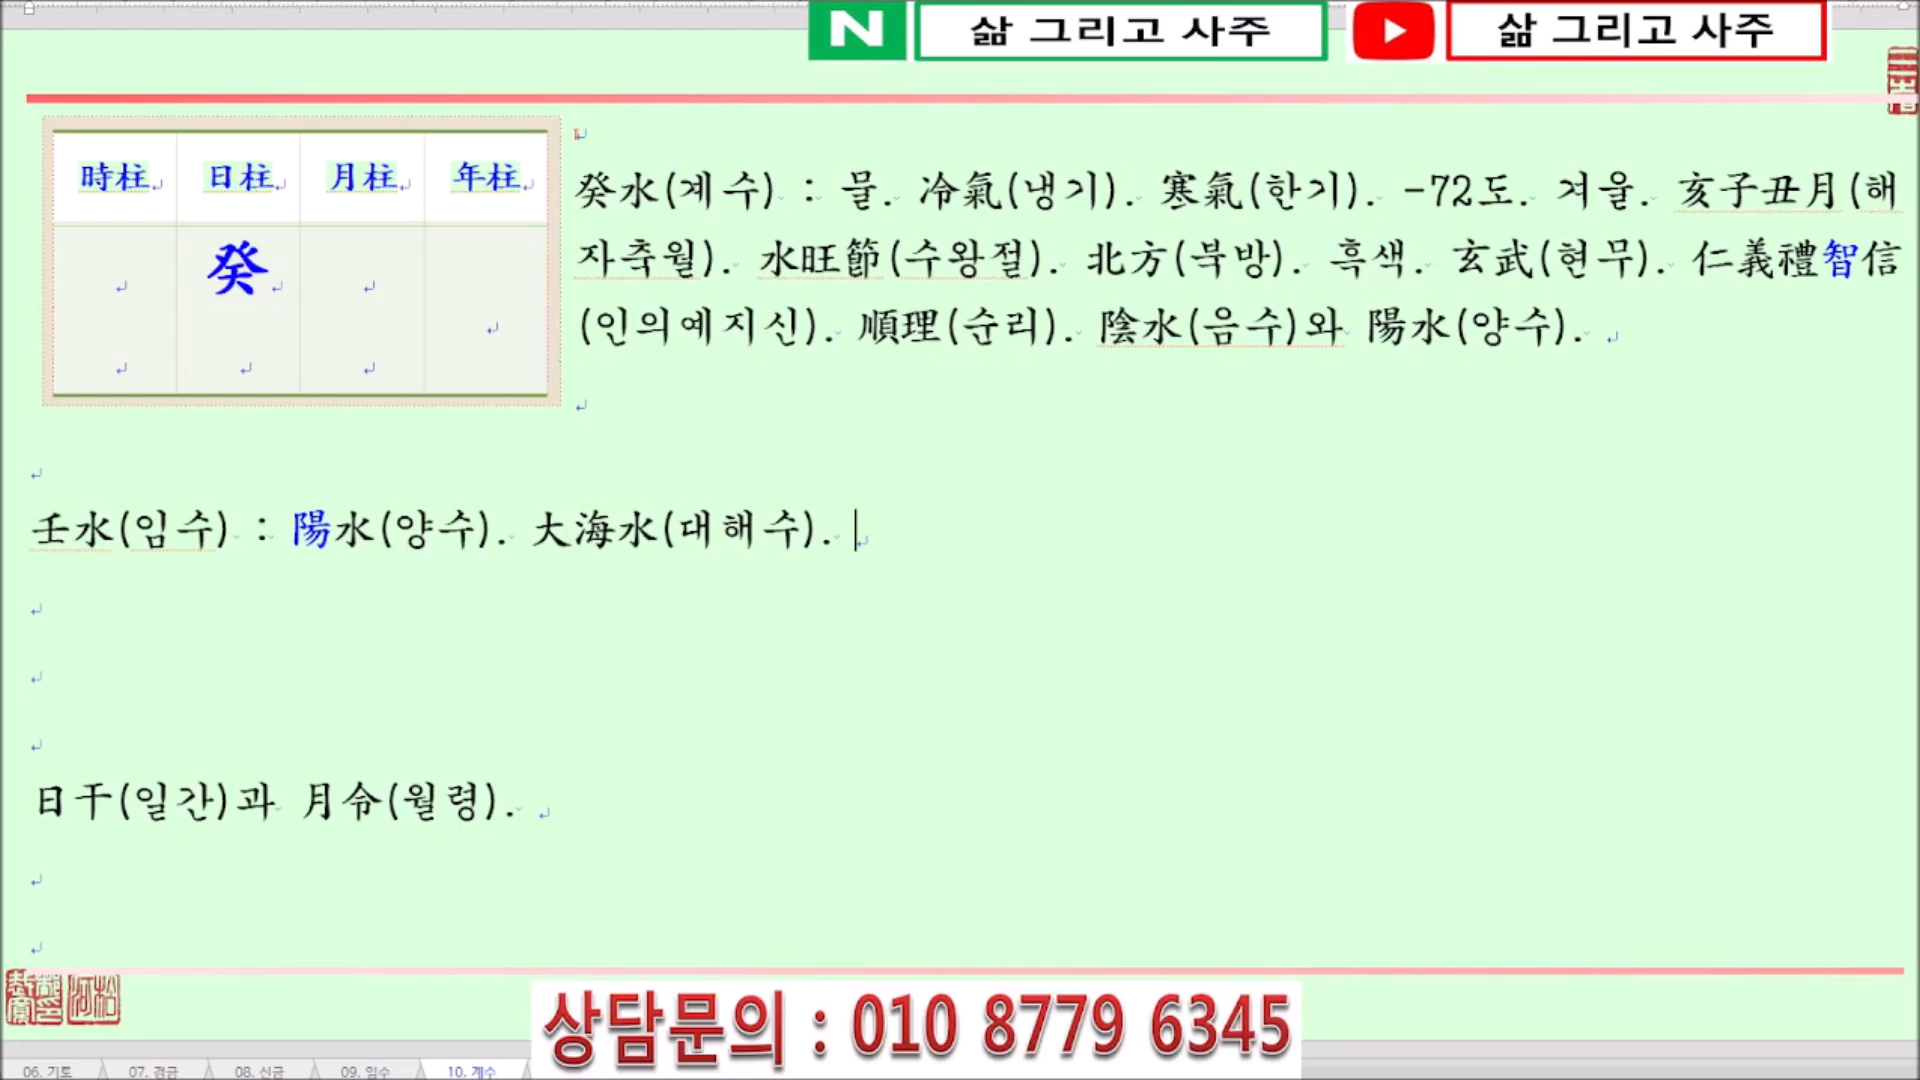 N 삶 그리고 사주 삶 그리고 사주
時柱 日柱 月柱 年柱
癸
癸水(계수) : 물. 冷氣(냉기). 寒氣(한기). -72도. 겨울. 亥子丑月(해
자축월). 水旺節(수왕절). 北方(북방). 흑색. 玄武(현무). 仁義禮智信
(인의예지신). 順理(순리). 陰水(음수)와 陽水(양수).
壬水(임수) : 陽水(양수). 大海水(대해수).
日干(일간)과 月令(월령).
상담문의 : 010 8779 6345
06. 기토 07. 경금 08. 신금 09. 임수 10. 계수